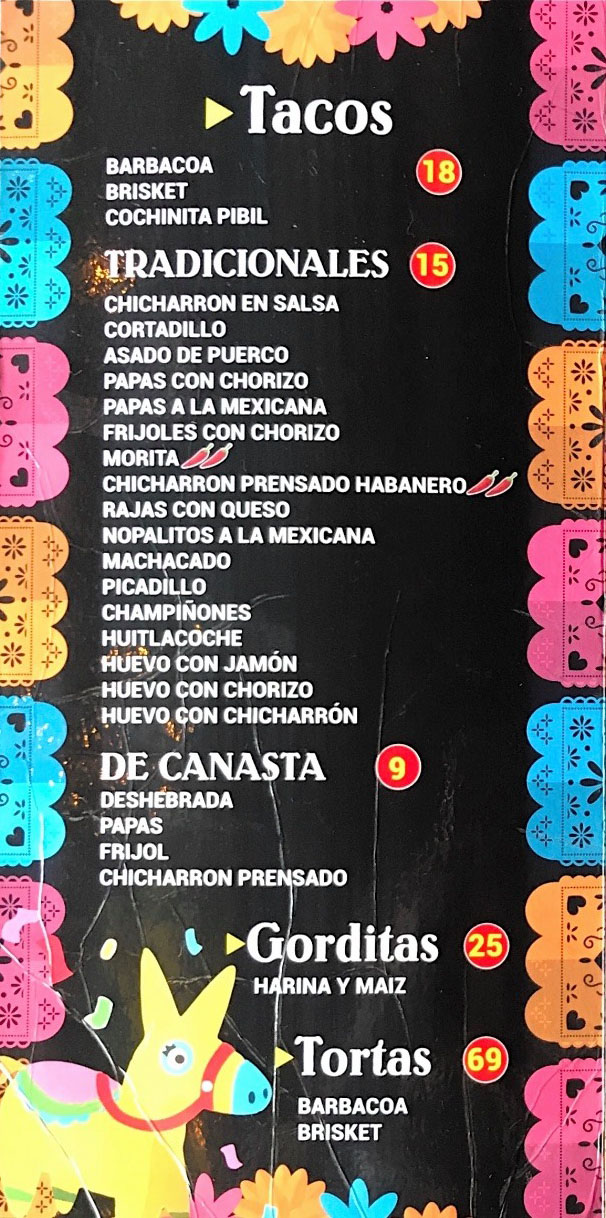 Tacos
BARBACOA 18
BRISKET
COCHINITA PIBIL
TRADICIONALES 15
CHICHARRON EN SALSA
CORTADILLO
ASADO DE PUERCO
PAPAS CON CHORIZO
PAPAS A LA MEXICANA
FRIJOLES CON CHORIZO
MORITA
CHICHARRON PRENSADO HABANERO
RAJAS CON QUESO
NOPALITOS A LA MEXICANA
MACHACADO
PICADILLO
CHAMPIÑONES
HUITLACOCHE
HUEVO CON JAMÓN
HUEVO CON CHORIZO
HUEVO CON CHICHARRÓN
DE CANASTA 9
DESHEBRADA
PAPAS
FRIJOL
CHICHARRON PRENSADO
Gorditas 25
HARINA Y MAIZ
Tortas 69
BARBACOA
BRISKET